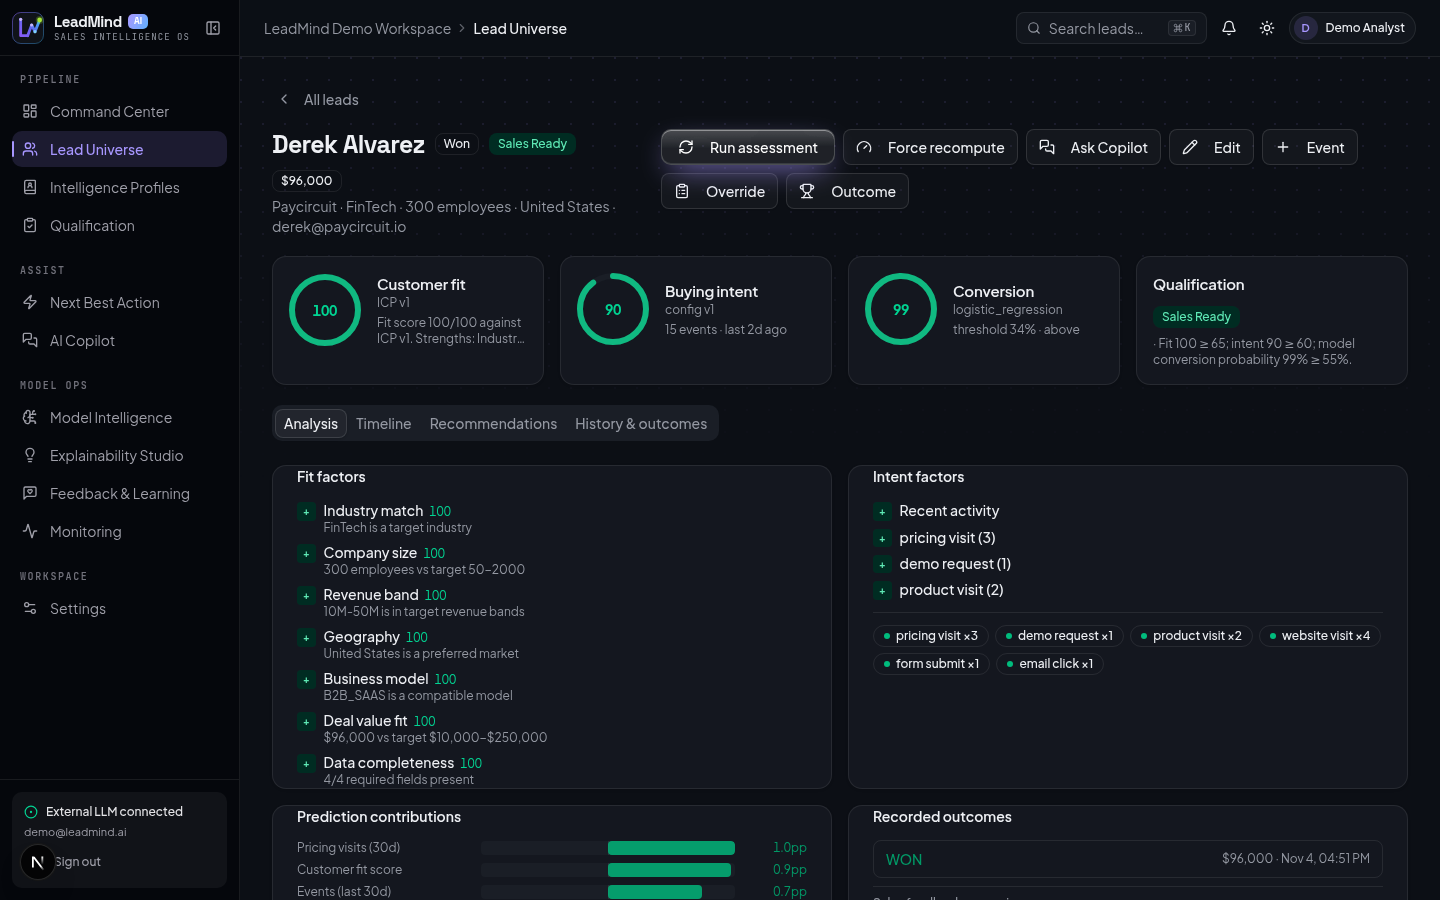 LeadMind AI
SALES INTELLIGENCE OS
PIPELINE
Command Center
Lead Universe
Intelligence Profiles
Qualification
ASSIST
Next Best Action
AI Copilot
MODEL OPS
Model Intelligence
Explainability Studio
Feedback & Learning
Monitoring
WORKSPACE
Settings
External LLM connected
demo@leadmind.ai
N
Sign out
LeadMind Demo Workspace > Lead Universe
Search leads… ⌘K
D
Demo Analyst
All leads
Derek Alvarez
Won
Sales Ready
$96,000
Paycircuit · FinTech · 300 employees · United States ·
derek@paycircuit.io
Run assessment
Force recompute
Ask Copilot
Edit
Event
Override
Outcome
100
Customer fit
ICP v1
Fit score 100/100 against
ICP v1. Strengths: Industr…
90
Buying intent
config v1
15 events · last 2d ago
99
Conversion
logistic_regression
threshold 34% · above
Qualification
Sales Ready
· Fit 100 ≥ 65; intent 90 ≥ 60; model
conversion probability 99% ≥ 55%.
Analysis
Timeline
Recommendations
History & outcomes
Fit factors
+ Industry match 100
FinTech is a target industry
+ Company size 100
300 employees vs target 50–2000
+ Revenue band 100
10M-50M is in target revenue bands
+ Geography 100
United States is a preferred market
+ Business model 100
B2B_SAAS is a compatible model
+ Deal value fit 100
$96,000 vs target $10,000–$250,000
+ Data completeness 100
4/4 required fields present
Intent factors
+ Recent activity
+ pricing visit (3)
+ demo request (1)
+ product visit (2)
pricing visit ×3
demo request ×1
product visit ×2
website visit ×4
form submit ×1
email click ×1
Prediction contributions
Pricing visits (30d) 1.0pp
Customer fit score 0.9pp
Events (last 30d) 0.7pp
Recorded outcomes
WON
$96,000 · Nov 4, 04:51 PM